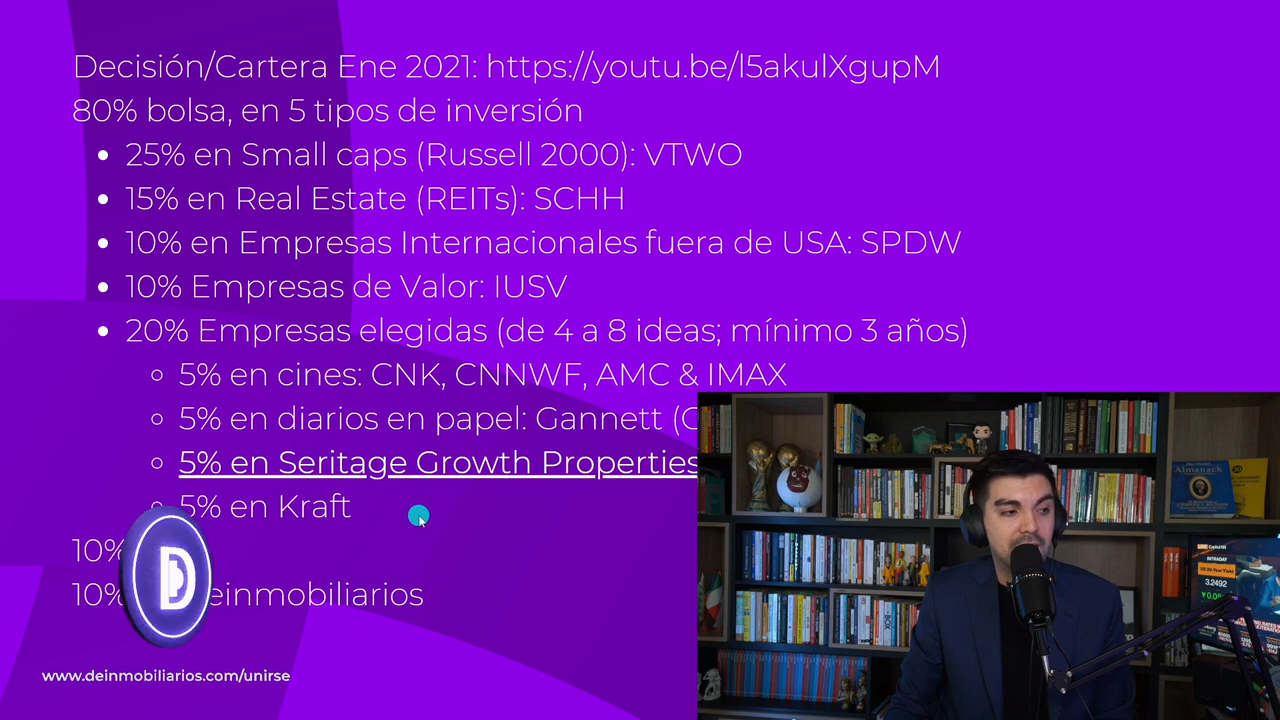 Decisión/Cartera Ene 2021: https://youtu.be/l5akulXgupM
80% bolsa, en 5 tipos de inversión
25% en Small caps (Russell 2000): VTWO
15% en Real Estate (REITs): SCHH
10% en Empresas Internacionales fuera de USA: SPDW
10% Empresas de Valor: IUSV
20% Empresas elegidas (de 4 a 8 ideas; mínimo 3 años)
5% en cines: CNK, CNNWF, AMC & IMAX
5% en diarios en papel: Gannett (
5% en Seritage Growth Properties
5% en Kraft
10%
10% einmobiliarios
D
www.deinmobiliarios.com/unirse
Almanack
INTRADAY
3.2492